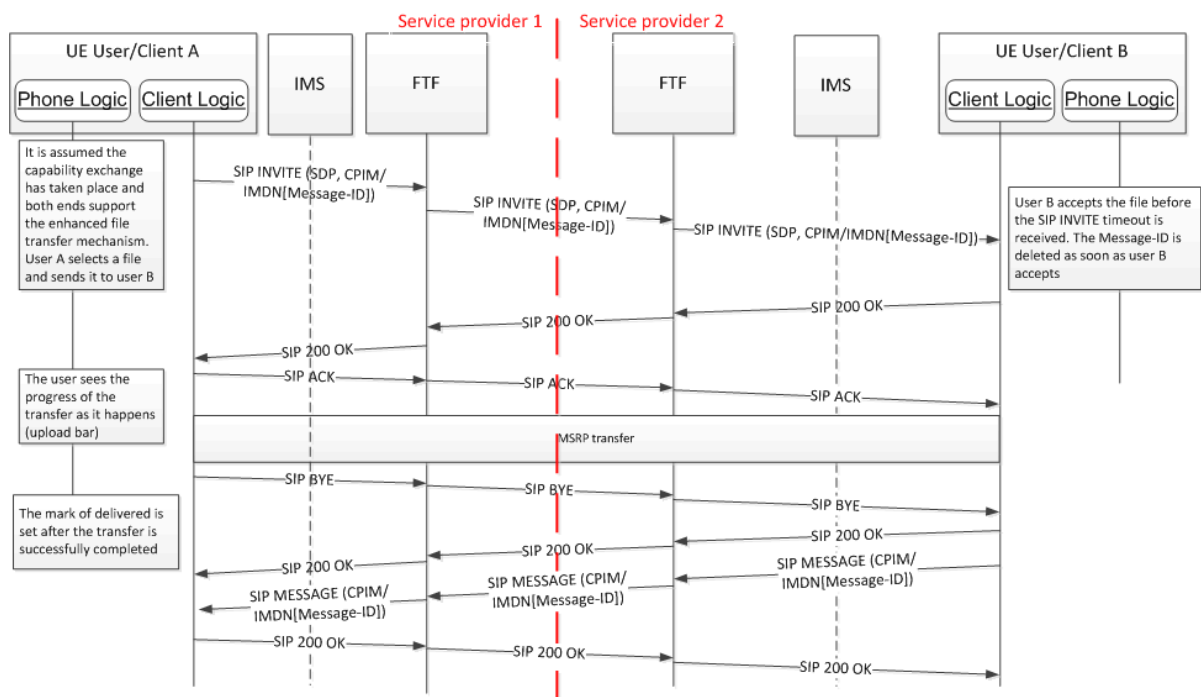 Service provider 1
Service provider 2
UE User/Client A
Phone Logic
Client Logic
IMS
FTF
FTF
IMS
UE User/Client B
Client Logic
Phone Logic
It is assumed the
capability exchange
has taken place and
both ends support
the enhanced file
transfer mechanism.
User A selects a file
and sends it to user B
SIP INVITE (SDP, CPIM/
IMDN[Message-ID])
SIP INVITE (SDP, CPIM/
IMDN[Message-ID])
SIP INVITE (SDP, CPIM/IMDN[Message-ID])
User B accepts the file before
the SIP INVITE timeout is
received. The Message-ID is
deleted as soon as user B
accepts
SIP 200 OK
SIP 200 OK
SIP 200 OK
SIP ACK
SIP ACK
SIP ACK
The user sees the
progress of the
transfer as it happens
(upload bar)
MSRP transfer
SIP BYE
SIP BYE
SIP BYE
The mark of delivered is
set after the transfer is
successfully completed
SIP 200 OK
SIP 200 OK
SIP 200 OK
SIP MESSAGE (CPIM/
IMDN[Message-ID])
SIP MESSAGE (CPIM/
IMDN[Message-ID])
SIP MESSAGE (CPIM/
IMDN[Message-ID])
SIP 200 OK
SIP 200 OK
SIP 200 OK